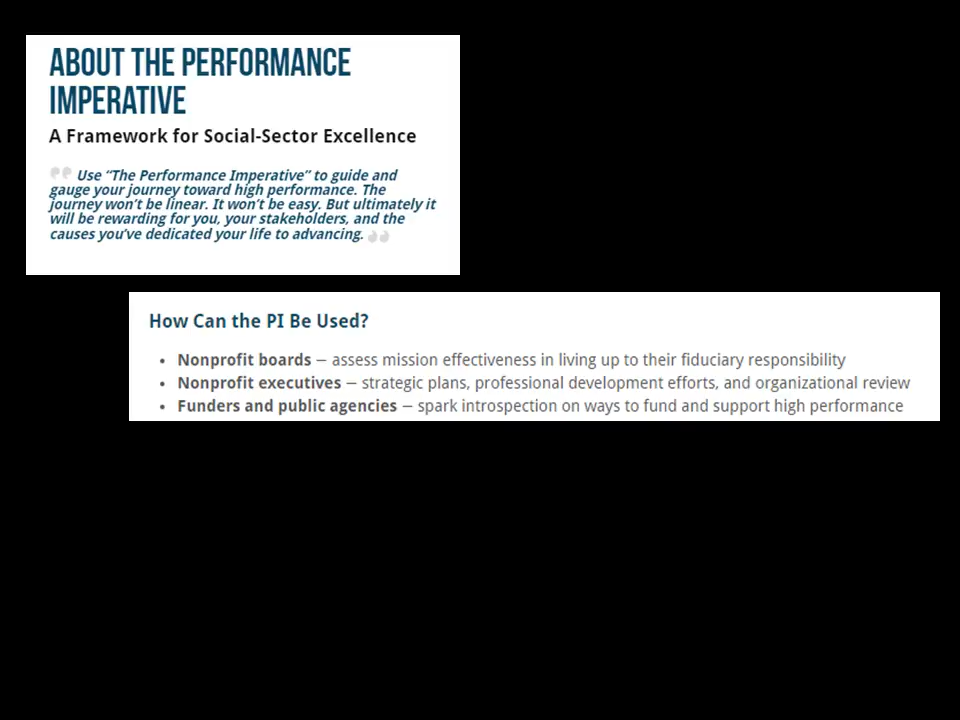 ABOUT THE PERFORMANCE
IMPERATIVE
A Framework for Social-Sector Excellence
Use “The Performance Imperative” to guide and
gauge your journey toward high performance. The
journey won’t be linear. It won’t be easy. But ultimately it
will be rewarding for you, your stakeholders, and the
causes you’ve dedicated your life to advancing.
How Can the PI Be Used?
• Nonprofit boards – assess mission effectiveness in living up to their fiduciary responsibility
• Nonprofit executives – strategic plans, professional development efforts, and organizational review
• Funders and public agencies – spark introspection on ways to fund and support high performance